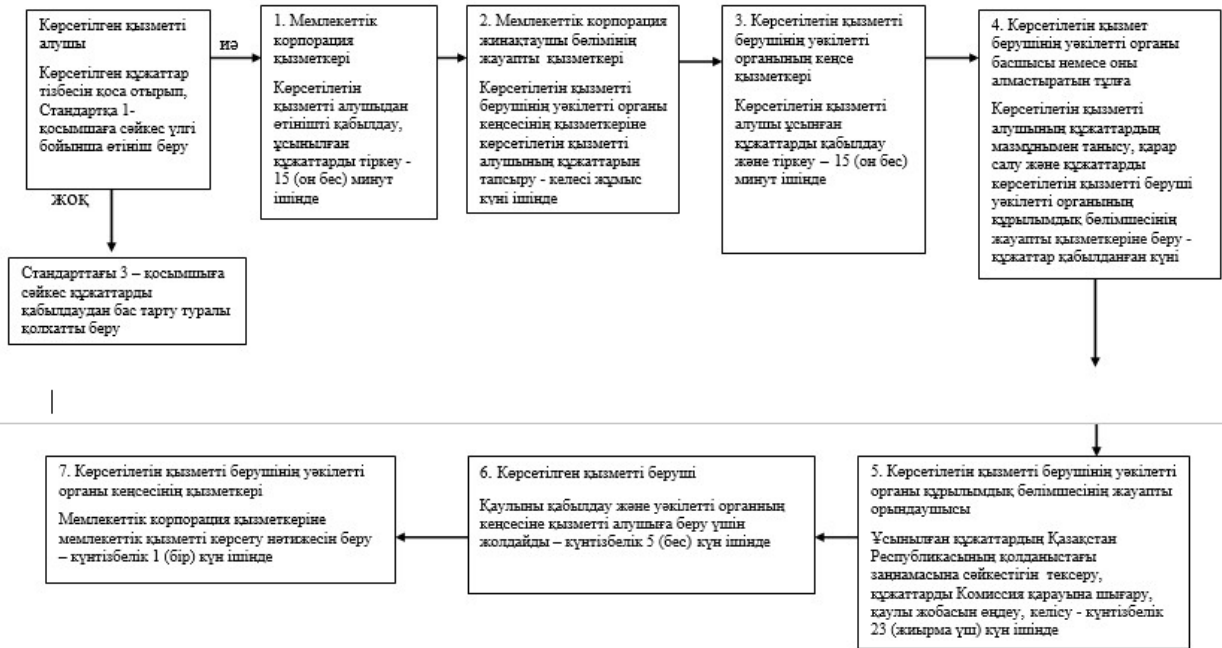 Көрсетілген қызметті
алушы
Көрсетілген құжаттар
тізбесін қоса отырып,
Стандартқа 1-
қосымшаға сәйкес үлгі
бойынша өтініш беру
иә
жоқ
Стандарттағы 3 – қосымшыға
сәйкес құжаттарды
қабылдаудан бас тарту туралы
қолхатты беру
1. Мемлекеттік
корпорация
қызметкері
Көрсетілетін
қызметті алушыдан
өтінішті қабылдау,
ұсынылған
құжаттарды тіркеу -
15 (он бес) минут
ішінде
2. Мемлекеттік корпорация
жинақтаушы бөлімінің
жауапты қызметкері
Көрсетілетін қызметті
берушінің уәкілетті органы
кеңсесінің қызметкеріне
көрсетілетін қызметті
алушының құжаттарын
тапсыру - келесі жұмыс
күні ішінде
3. Көрсетілетін қызметті
берушінің уәкілетті
органының кеңсе
қызметкері
Көрсетілетін қызметті
алушы ұсынған
құжаттарды қабылдау
және тіркеу – 15 (он бес)
минут ішінде
4. Көрсетілетін қызмет
берушінің уәкілетті органы
басшысы немесе оны
алмастыратын тұлға
Көрсетілетін қызметті
алушының құжаттардың
мазмұнымен танысу, қарар
салу және құжаттарды
көрсетілетін қызметті беруші
уәкілетті органының
құрылымдық бөлімшесінің
жауапты қызметкеріне беру -
құжаттар қабылданған күні
5. Көрсетілетін қызметті берушінің уәкілетті
органы құрылымдық бөлімшесінің жауапты
орындаушысы
Ұсынылған құжаттардың Қазақстан
Республикасының қолданыстағы
заңнамасына сәйкестігін тексеру,
құжаттарды Комиссия қарауына шығару,
қаулы жобасын өңдеу, келісу - күнтізбелік
23 (жиырма үш) күн ішінде
6. Көрсетілген қызметті беруші
Қаулыны қабылдау және уәкілетті органның
кеңсесіне қызметті алушыға беру үшін
жолдайды – күнтізбелік 5 (бес) күн ішінде
7. Көрсетілетін қызметті берушінің уәкілетті
органы кеңсесінің қызметкері
Мемлекеттік корпорация қызметкеріне
мемлекеттік қызметті көрсету нәтижесін беру
– күнтізбелік 1 (бір) күн ішінде